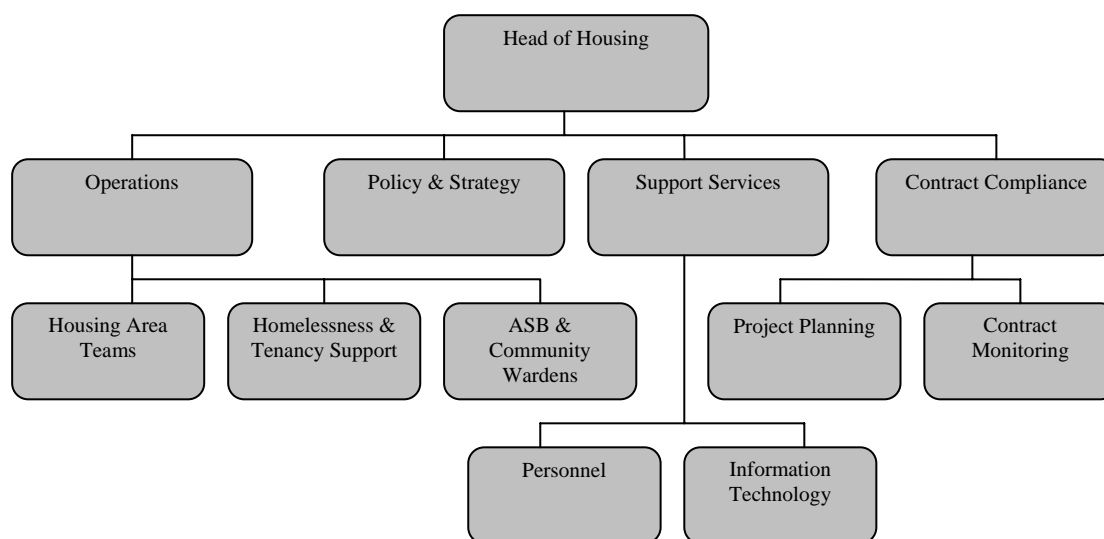 Head of Housing
Operations
Policy & Strategy
Support Services
Contract Compliance
Housing Area
Teams
Homelessness &
Tenancy Support
ASB &
Community
Wardens
Project Planning
Contract
Monitoring
Personnel
Information
Technology